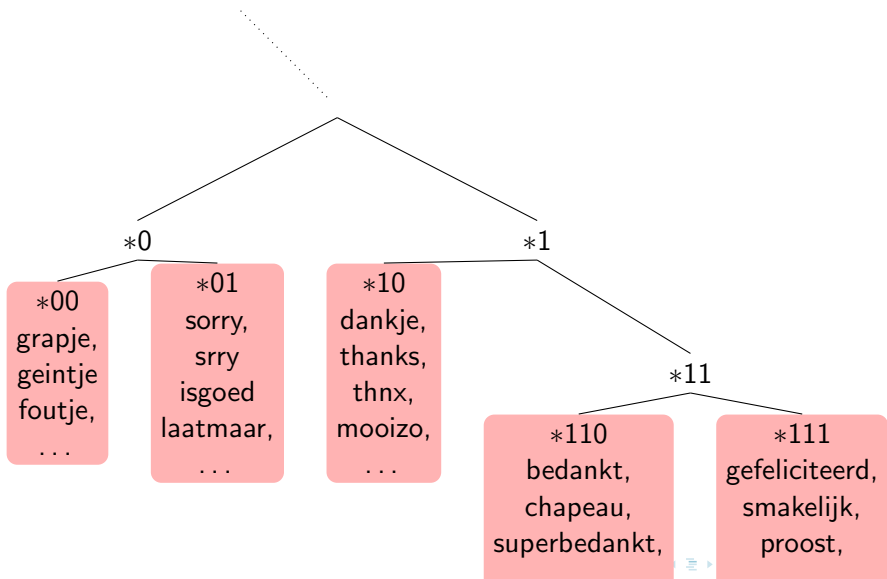 ∗0
∗1
∗00
grapje,
geintje
foutje,
...
∗01
sorry,
srry
isgoed
laatmaar,
...
∗10
dankje,
thanks,
thnx,
mooizo,
...
∗11
∗110
bedankt,
chapeau,
superbedankt,
∗111
gefeliciteerd,
smakelijk,
proost,